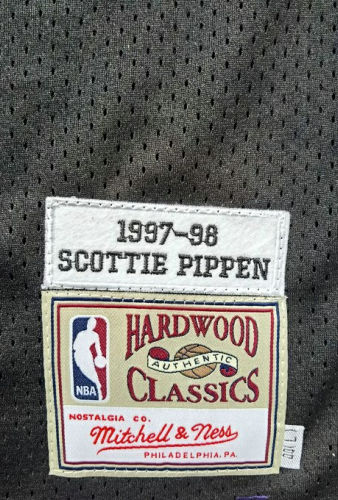 1997-98
SCOTTIE PIPPEN
HARDWOOD
AUTHENTIC
CLASSICS
NBA
NOSTALGIA CO.
Mitchell & Ness
PHILADELPHIA, PA.